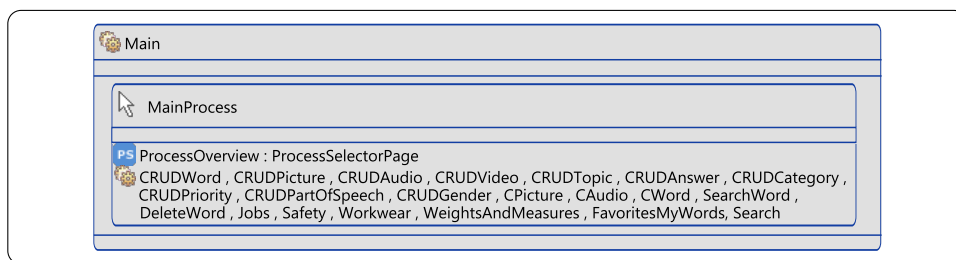 Main
MainProcess
PS ProcessOverview : ProcessSelectorPage
CRUDWord , CRUDPicture , CRUDAudio , CRUDVideo , CRUDTopic , CRUDAnswer , CRUDCategory ,
CRUDPriority , CRUDPartOfSpeech , CRUDGender , CPicture , CAudio , CWord , SearchWord ,
DeleteWord , Jobs , Safety , Workwear , WeightsAndMeasures , FavoritesMyWords, Search